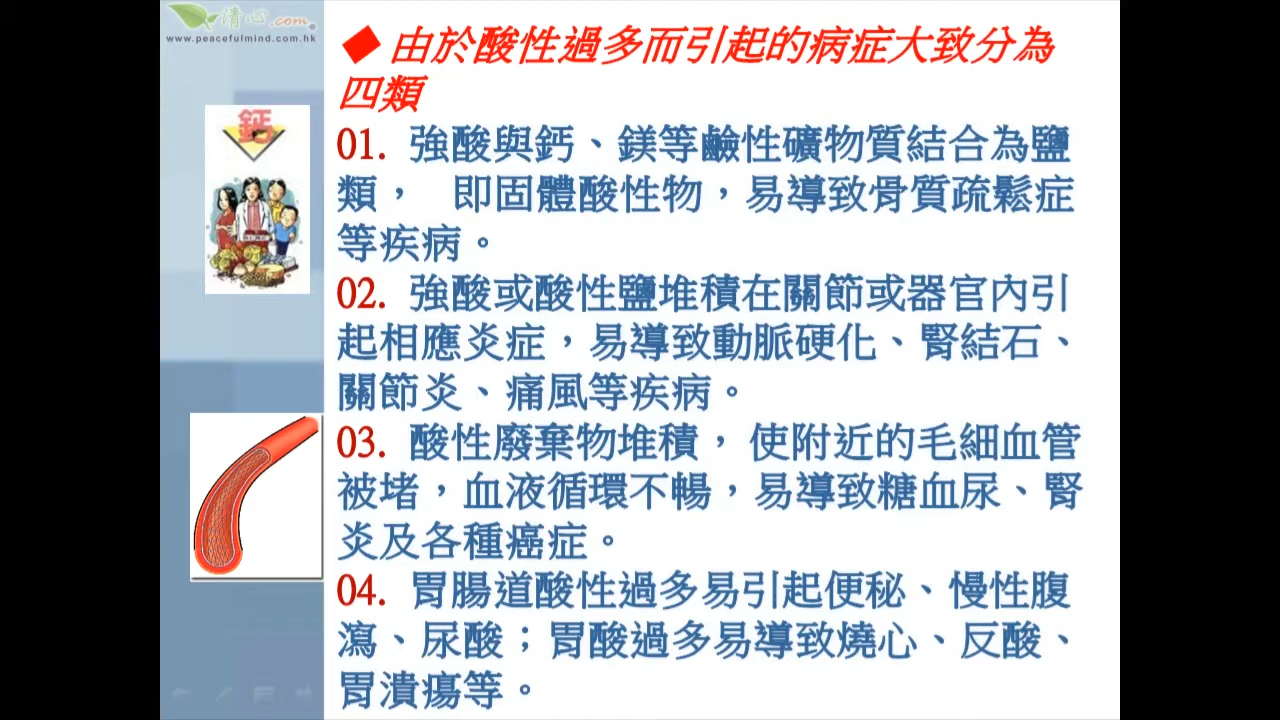 清心.com
www.peacefulmind.com.hk
鈣
◆ 由於酸性過多而引起的病症大致分為
四類
01. 強酸與鈣、鎂等鹼性礦物質結合為鹽
類， 即固體酸性物，易導致骨質疏鬆症
等疾病。
02. 強酸或酸性鹽堆積在關節或器官內引
起相應炎症，易導致動脈硬化、腎結石、
關節炎、痛風等疾病。
03. 酸性廢棄物堆積， 使附近的毛細血管
被堵，血液循環不暢，易導致糖血尿、腎
炎及各種癌症。
04. 胃腸道酸性過多易引起便秘、慢性腹
瀉、尿酸；胃酸過多易導致燒心、反酸、
胃潰瘍等。